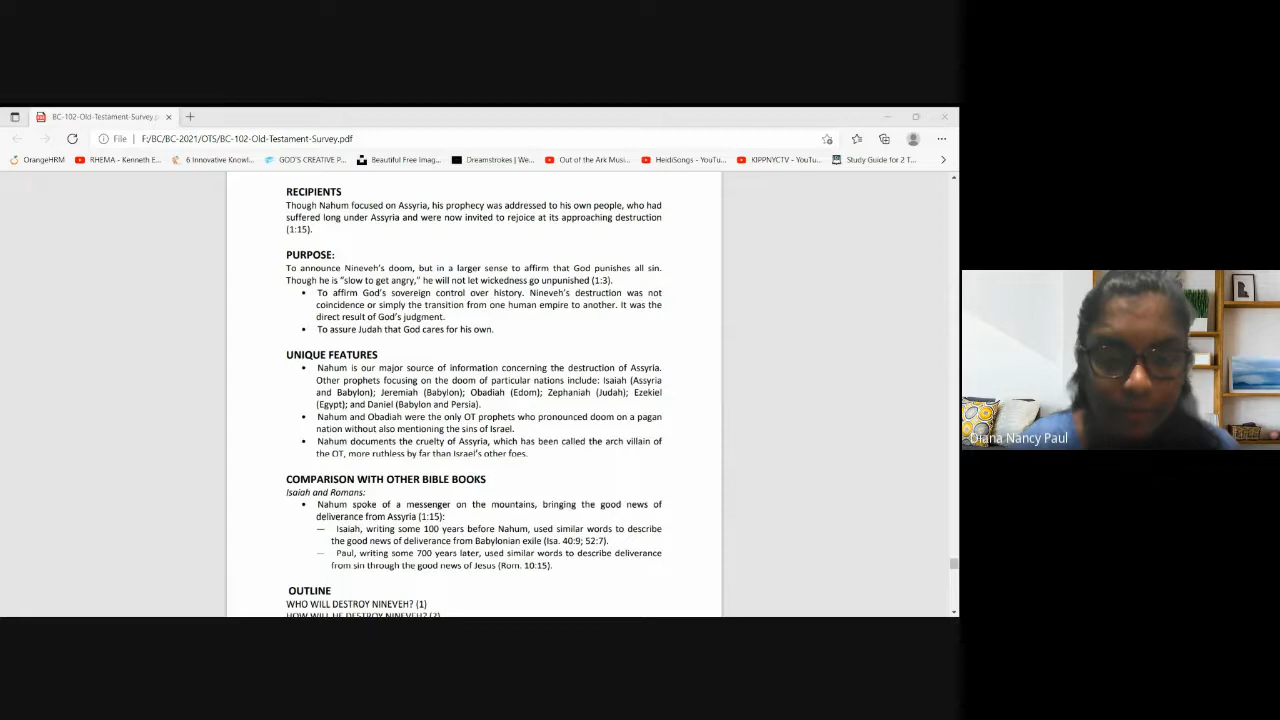 BC-102-Old-Testament-Survey.p
File
F:/BC/BC-2021/OTS/BC-102-Old-Testament-Survey.pdf
OrangeHRM
RHEMA - Kenneth E...
6 Innovative Knowl...
GOD'S CREATIVE P...
Beautiful Free Imag...
Dreamstrokes | We...
Out of the Ark Musi...
HeidiSongs - YouTu...
KIPPNYCTV - YouTu...
Study Guide for 2 T...
RECIPIENTS
Though Nahum focused on Assyria, his prophecy was addressed to his own people, who had
suffered long under Assyria and were now invited to rejoice at its approaching destruction
(1:15).
PURPOSE:
To announce Nineveh's doom, but in a larger sense to affirm that God punishes all sin.
Though he is "slow to get angry," he will not let wickedness go unpunished (1:3).
• To affirm God's sovereign control over history. Nineveh's destruction was not
coincidence or simply the transition from one human empire to another. It was the
direct result of God's judgment.
• To assure Judah that God cares for his own.
UNIQUE FEATURES
• Nahum is our major source of information concerning the destruction of Assyria.
Other prophets focusing on the doom of particular nations include: Isaiah (Assyria
and Babylon); Jeremiah (Babylon); Obadiah (Edom); Zephaniah (Judah); Ezekiel
(Egypt); and Daniel (Babylon and Persia).
• Nahum and Obadiah were the only OT prophets who pronounced doom on a pagan
nation without also mentioning the sins of Israel.
• Nahum documents the cruelty of Assyria, which has been called the arch villain of
the OT, more ruthless by far than Israel's other foes.
COMPARISON WITH OTHER BIBLE BOOKS
Isaiah and Romans:
• Nahum spoke of a messenger on the mountains, bringing the good news of
deliverance from Assyria (1:15):
— Isaiah, writing some 100 years before Nahum, used similar words to describe
the good news of deliverance from Babylonian exile (Isa. 40:9; 52:7).
— Paul, writing some 700 years later, used similar words to describe deliverance
from sin through the good news of Jesus (Rom. 10:15).
OUTLINE
WHO WILL DESTROY NINEVEH? (1)
HOW WILL HE DESTROY NINEVEH? (2)
Diana Nancy Paul